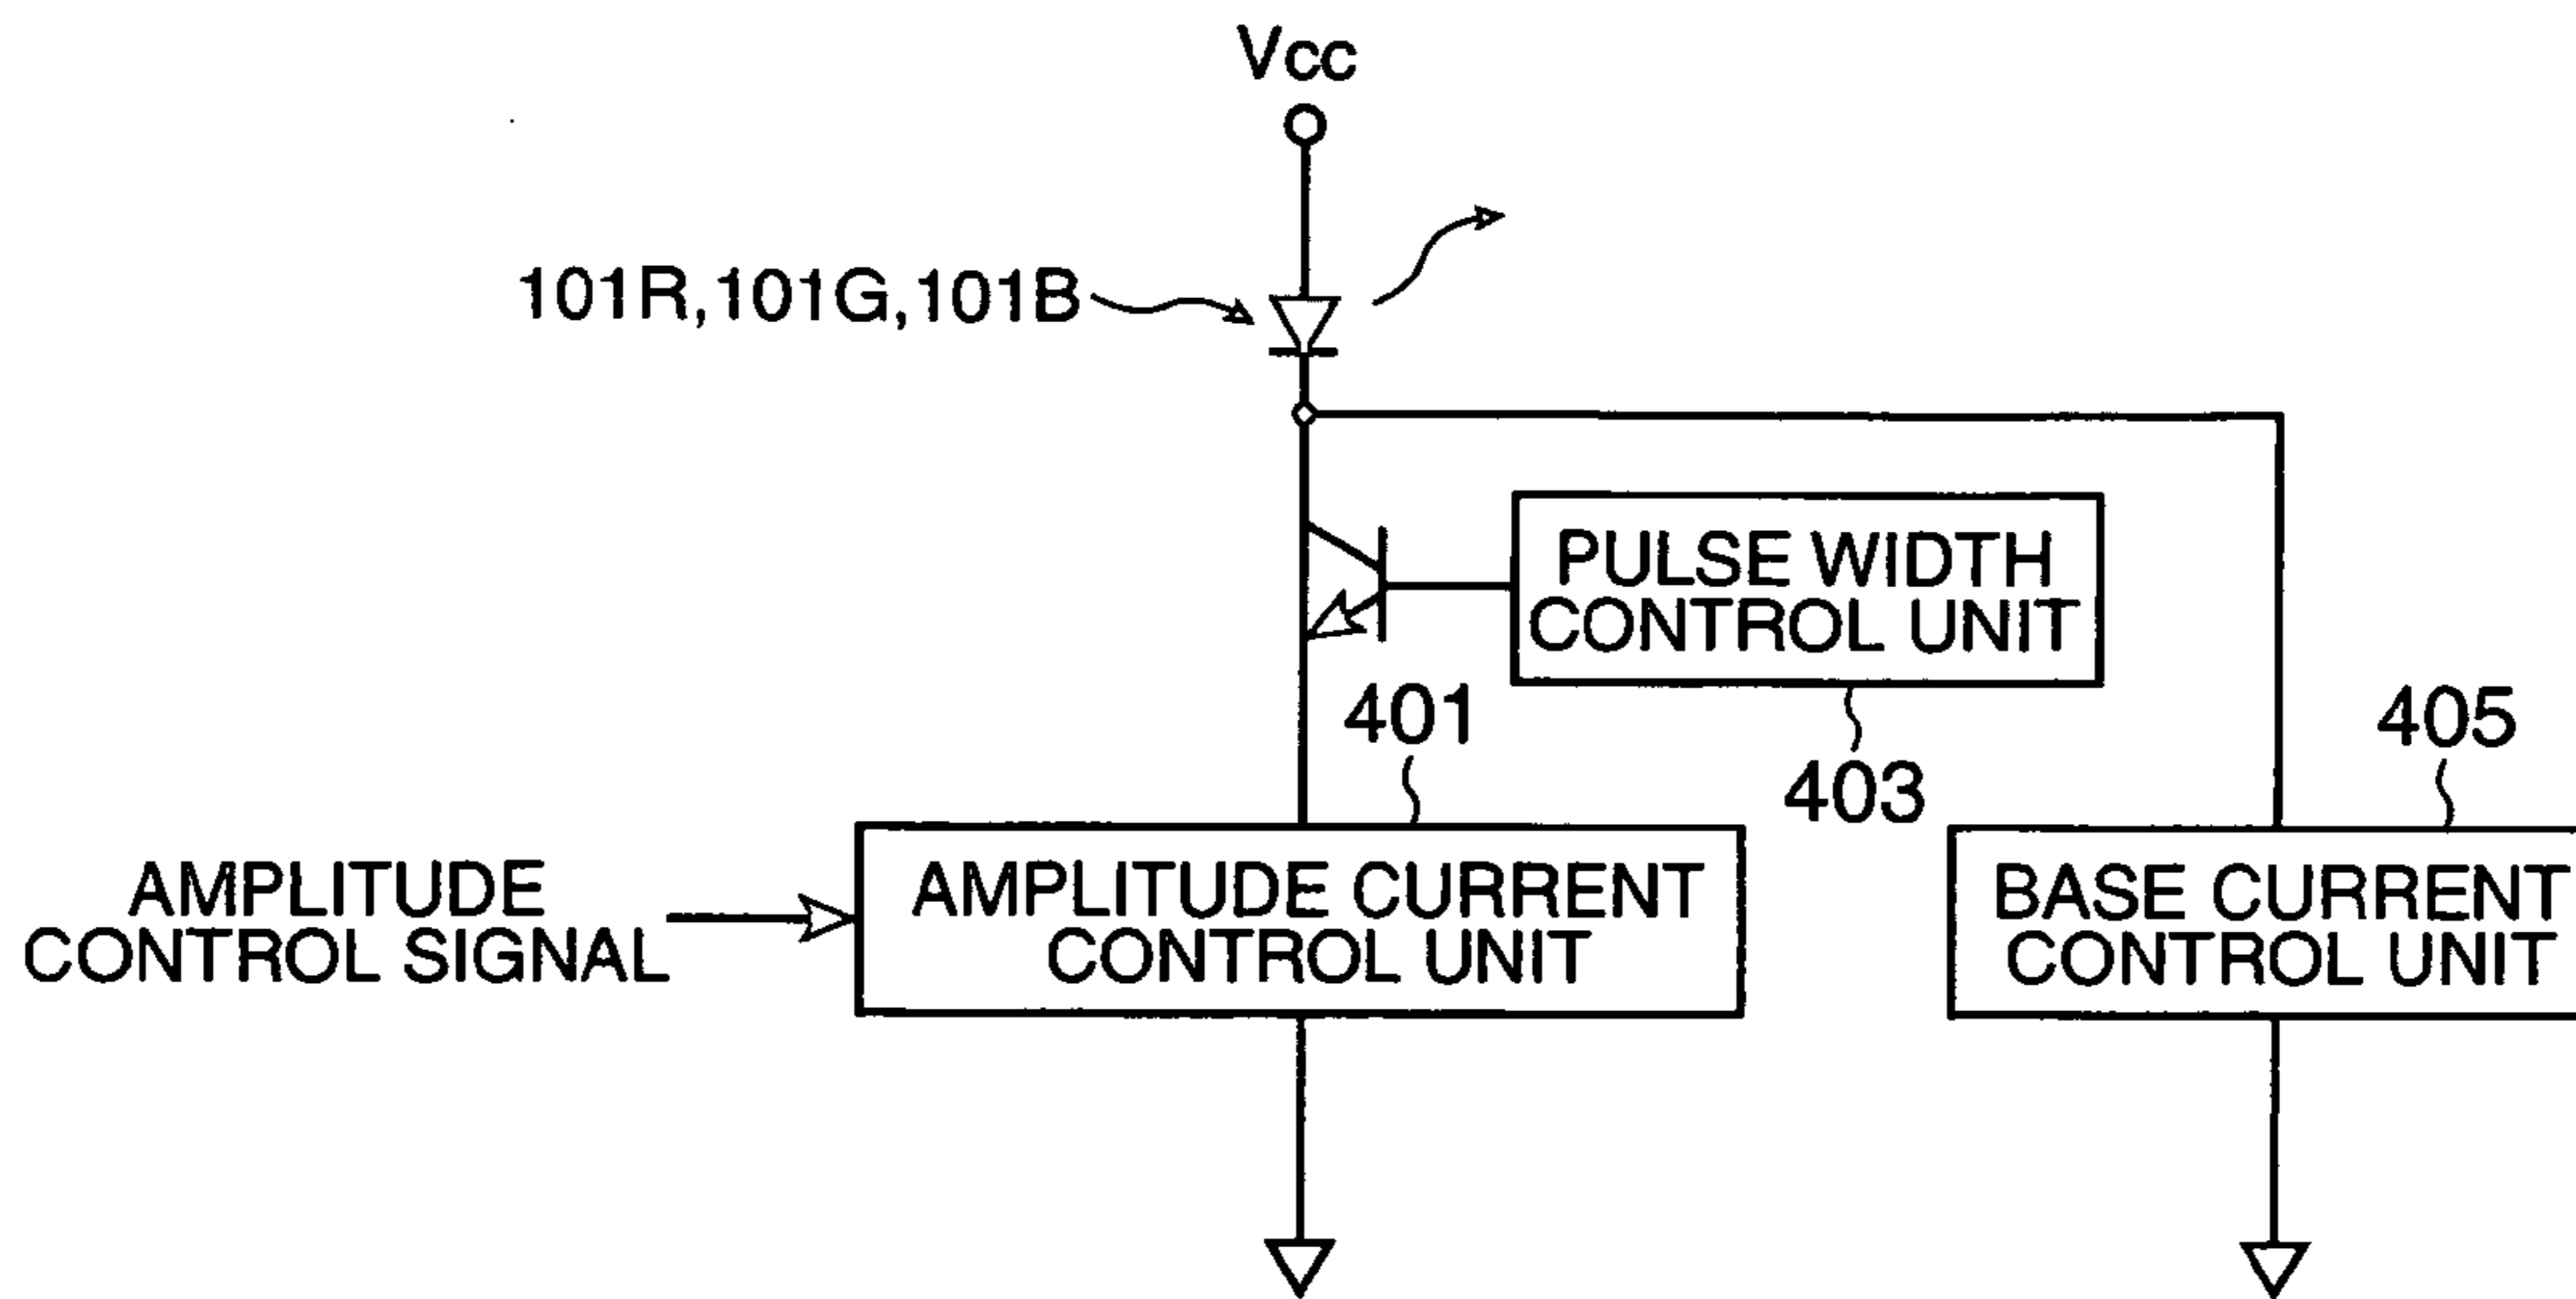 Vcc
101R,101G,101B
PULSE WIDTH
CONTROL UNIT
401
403
405
AMPLITUDE
CONTROL SIGNAL
AMPLITUDE CURRENT
CONTROL UNIT
BASE CURRENT
CONTROL UNIT